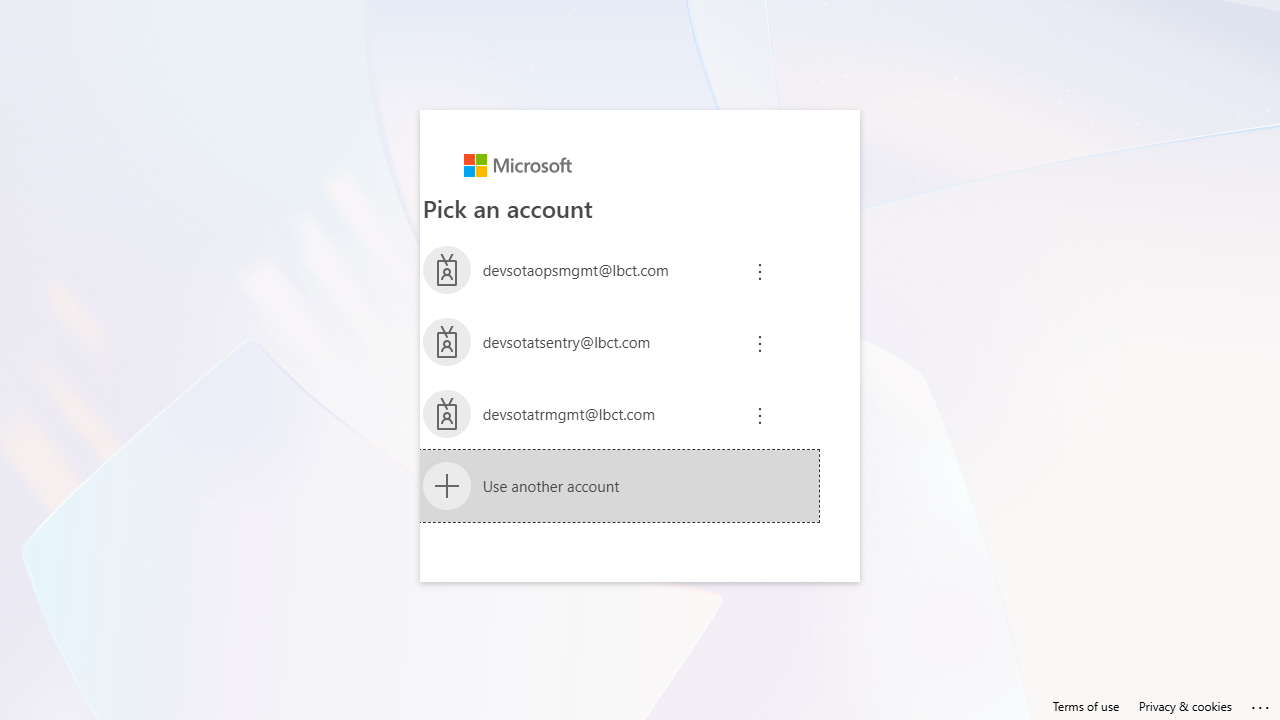 Microsoft
Pick an account
devsotaopsmgmt@lbct.com
devsotatsentry@lbct.com
devsotatrmgmt@lbct.com
Use another account
Terms of use Privacy & cookies ...